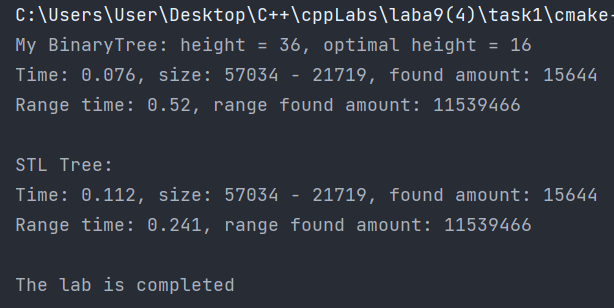 C:\Users\User\Desktop\C++\cppLabs\laba9(4)\task1\cmake-
My BinaryTree: height = 36, optimal height = 16
Time: 0.076, size: 57034 - 21719, found amount: 15644
Range time: 0.52, range found amount: 11539466
STL Tree:
Time: 0.112, size: 57034 - 21719, found amount: 15644
Range time: 0.241, range found amount: 11539466
The lab is completed